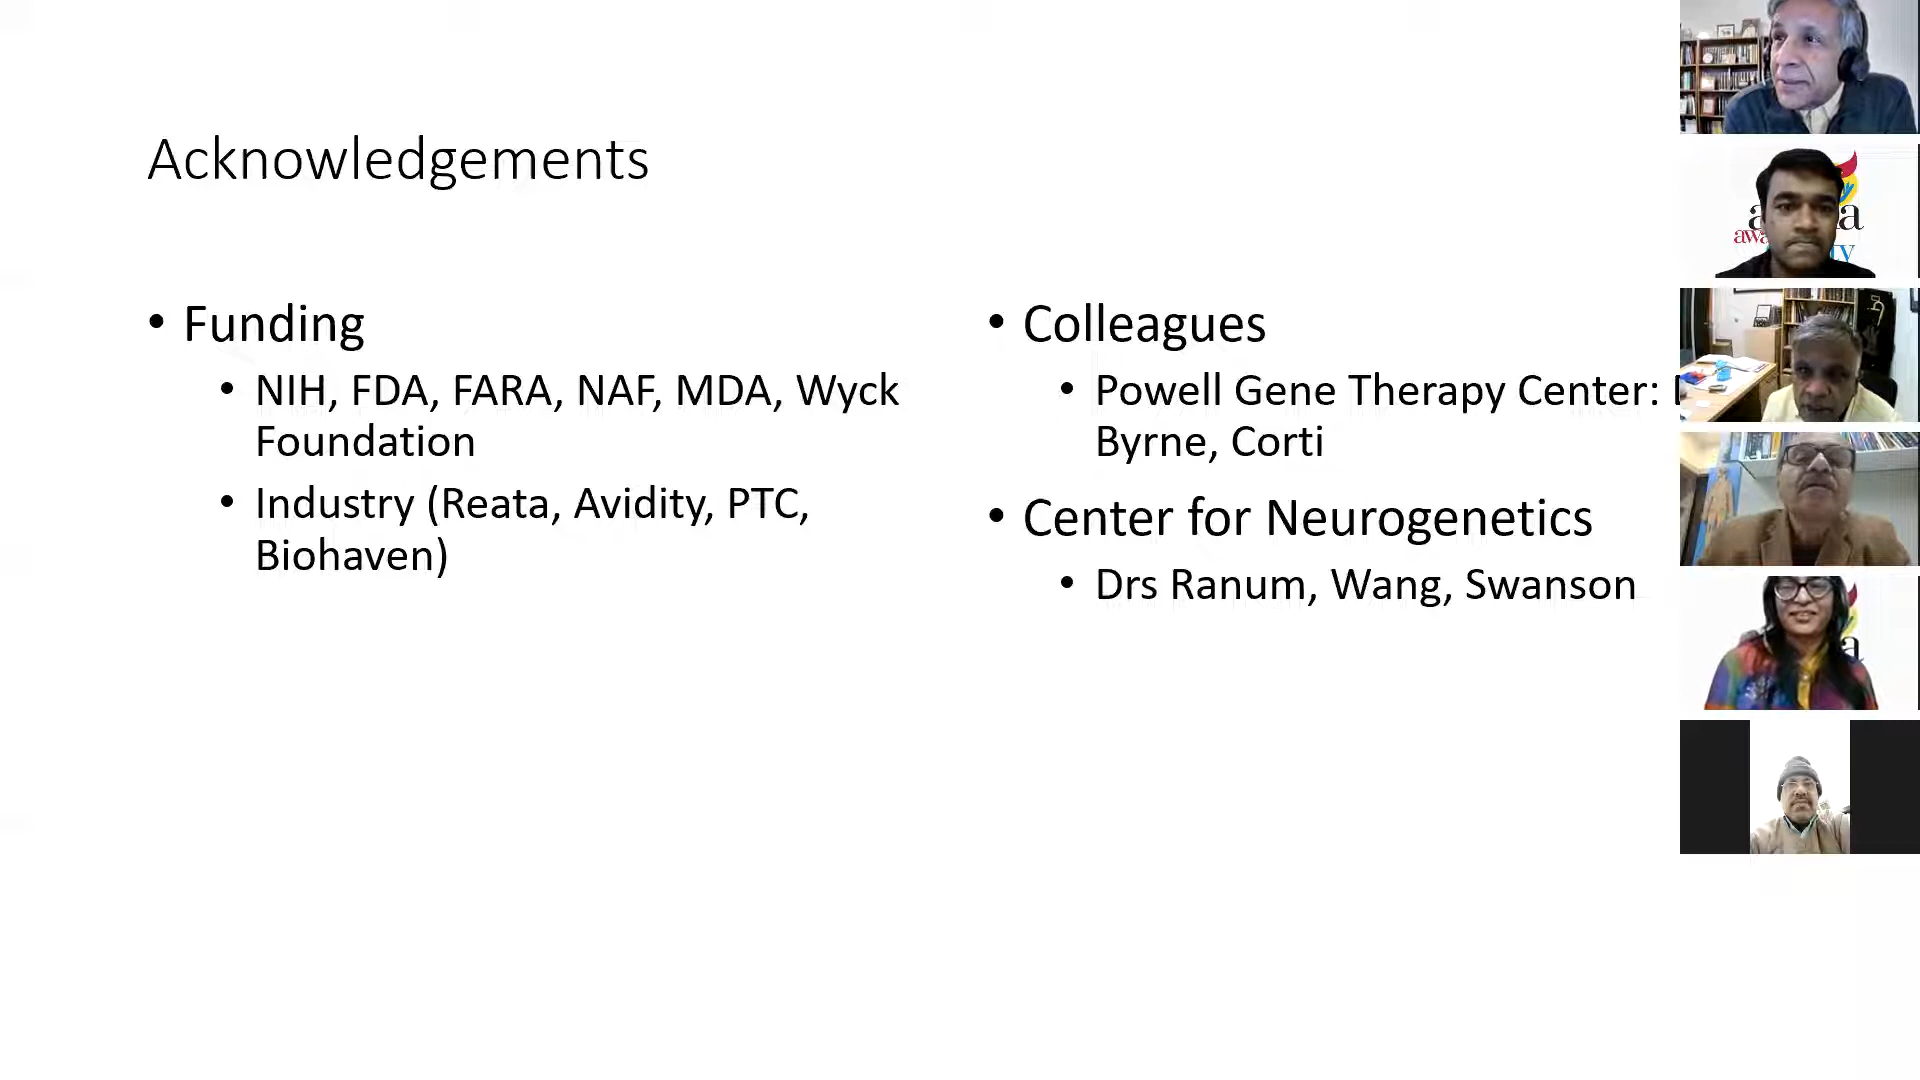 Acknowledgements
• Funding
• NIH, FDA, FARA, NAF, MDA, Wyck
Foundation
• Industry (Reata, Avidity, PTC,
Biohaven)
• Colleagues
• Powell Gene Therapy Center:
Byrne, Corti
• Center for Neurogenetics
• Drs Ranum, Wang, Swanson